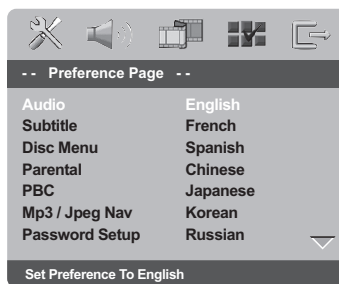 - - Preference Page - -
Audio English
Subtitle French
Disc Menu Spanish
Parental Chinese
PBC Japanese
Mp3 / Jpeg Nav Korean
Password Setup Russian
Set Preference To English